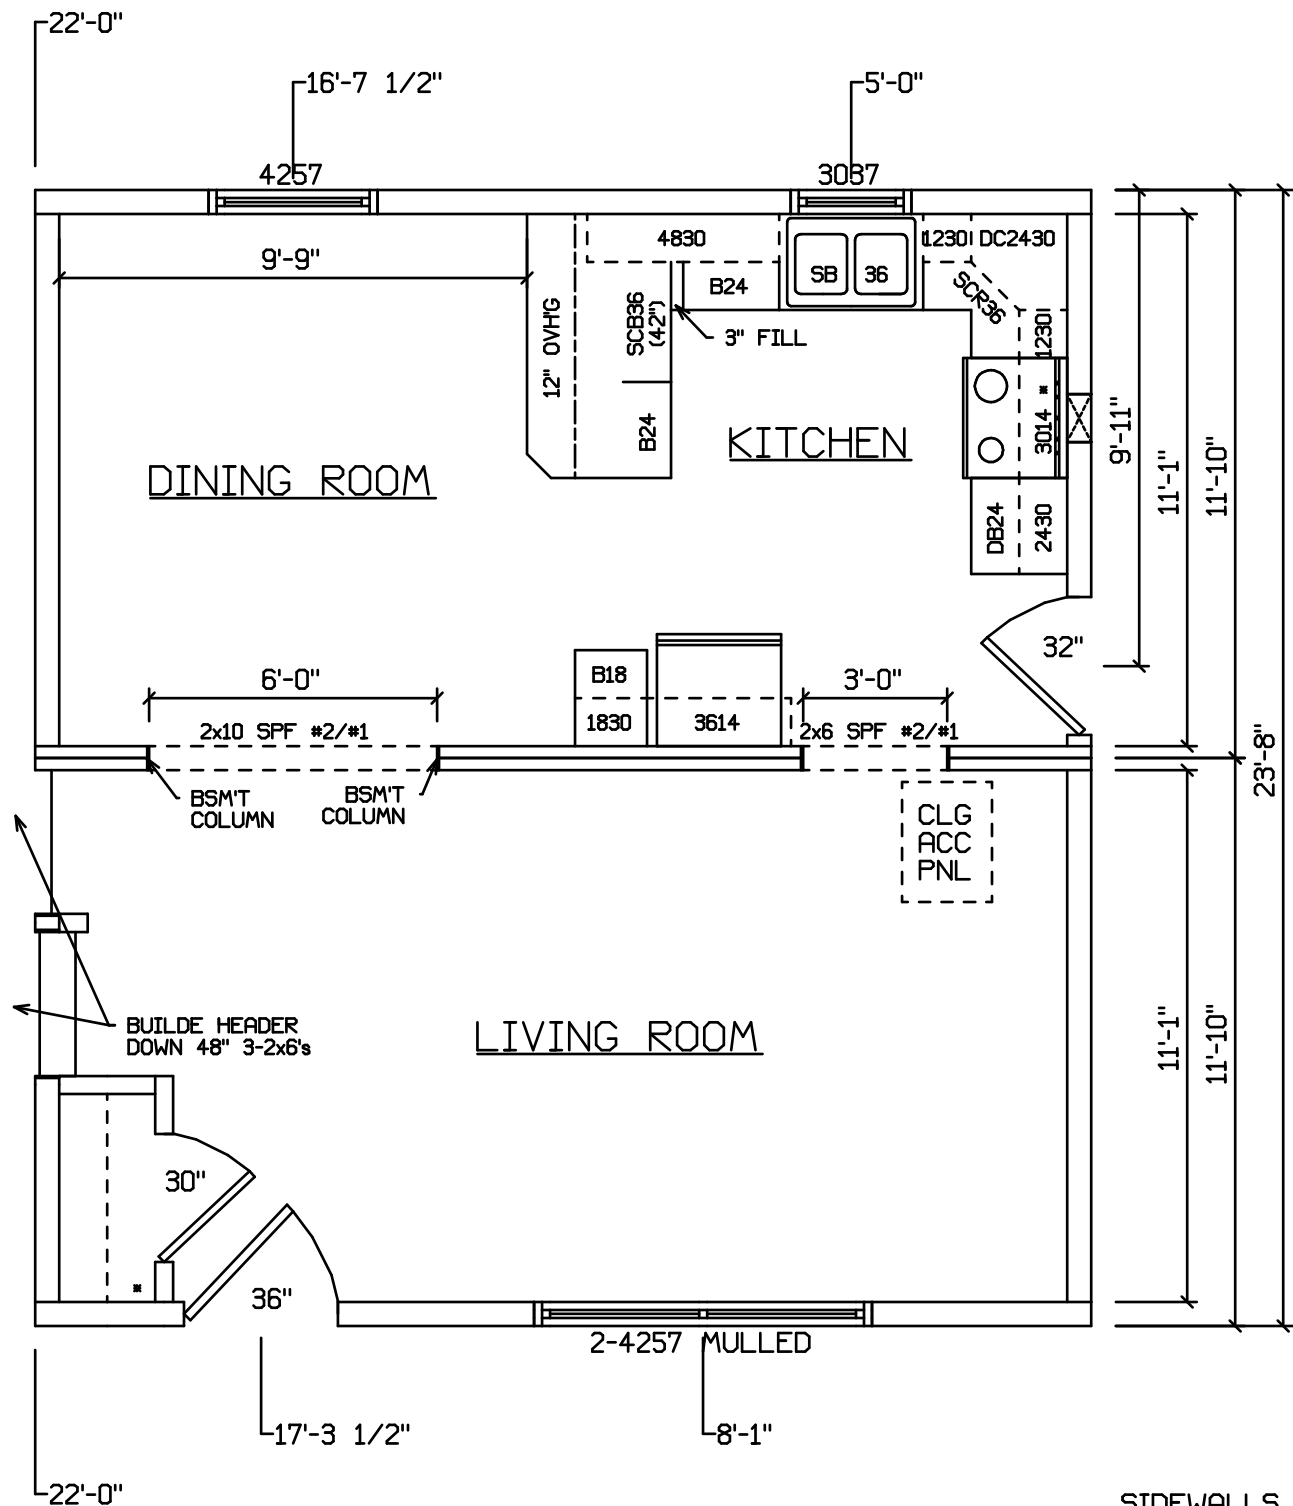 22'-0"
16'-7 1/2"
5'-0"
4257
3037
4830
1230
DC2430
9'-9"
SB
36
B24
SCR36
12" OVH'G
SCB36
(42")
3" FILL
1230
3014 *
B24
KITCHEN
DINING ROOM
9'-11"
11'-1"
11'-10"
DB24
2430
32"
6'-0"
B18
3'-0"
1830
3614
2x10 SPF #2/#1
2x6 SPF #2/#1
23'-8"
BSM'T
COLUMN
BSM'T
COLUMN
CLG
ACC
PNL
BUILDE HEADER
DOWN 48" 3-2x6's
LIVING ROOM
11'-1"
11'-10"
30"
*
36"
2-4257 MULLED
17'-3 1/2"
8'-1"
22'-0"
SIDEWALLS